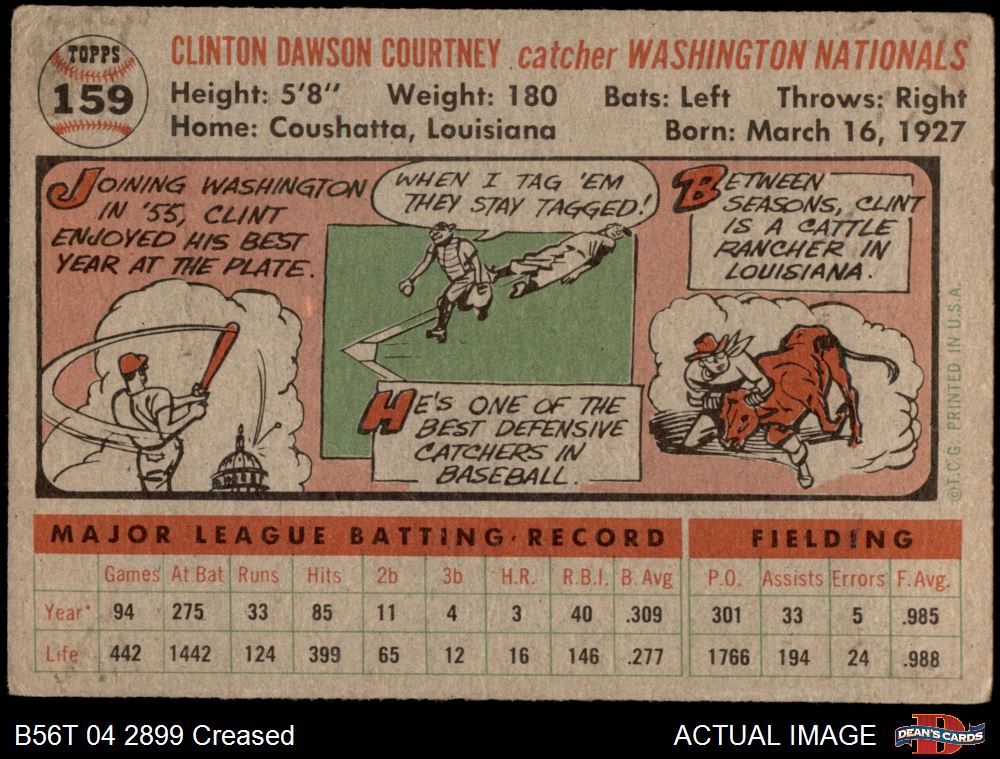 TOPPS
159
CLINTON DAWSON COURTNEY catcher WASHINGTON NATIONALS
Height: 5'8" Weight: 180 Bats: Left Throws: Right
Home: Coushatta, Louisiana Born: March 16, 1927
JOINING WASHINGTON
IN '55, CLINT
ENJOYED HIS BEST
YEAR AT THE PLATE.
WHEN I TAG 'EM
THEY STAY TAGGED!
HE'S ONE OF THE
BEST DEFENSIVE
CATCHERS IN
BASEBALL.
BETWEEN
SEASONS, CLINT
IS A CATTLE
RANCHER IN
LOUISIANA.
©T.C.G. PRINTED IN U.S.A.
MAJOR LEAGUE BATTING RECORD FIELDING
Games At Bat Runs Hits 2b 3b H.R. R.B.I. B. Avg P.O. Assists Errors F. Avg.
Year* 94 275 33 85 11 4 3 40 .309 301 33 5 .985
Life 442 1442 124 399 65 12 16 146 .277 1766 194 24 .988
B56T 04 2899 Creased ACTUAL IMAGE
D
DEAN'S CARDS